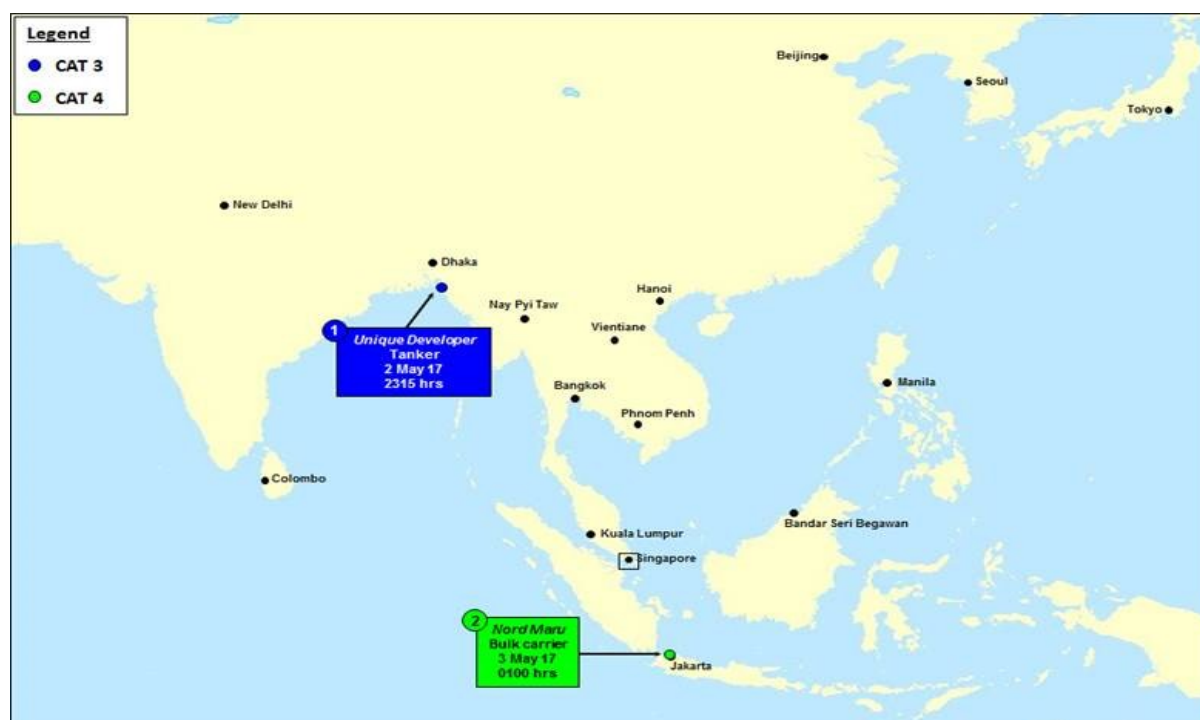 Legend
CAT 3
CAT 4
Beijing
Seoul
Tokyo
New Delhi
Dhaka
Hanoi
Nay Pyi Taw
1
Unique Developer
Tanker
2 May 17
2315 hrs
Vientiane
Manila
Bangkok
Phnom Penh
Colombo
Bandar Seri Begawan
Kuala Lumpur
Singapore
2
Nord Maru
Bulk carrier
3 May 17
0100 hrs
Jakarta